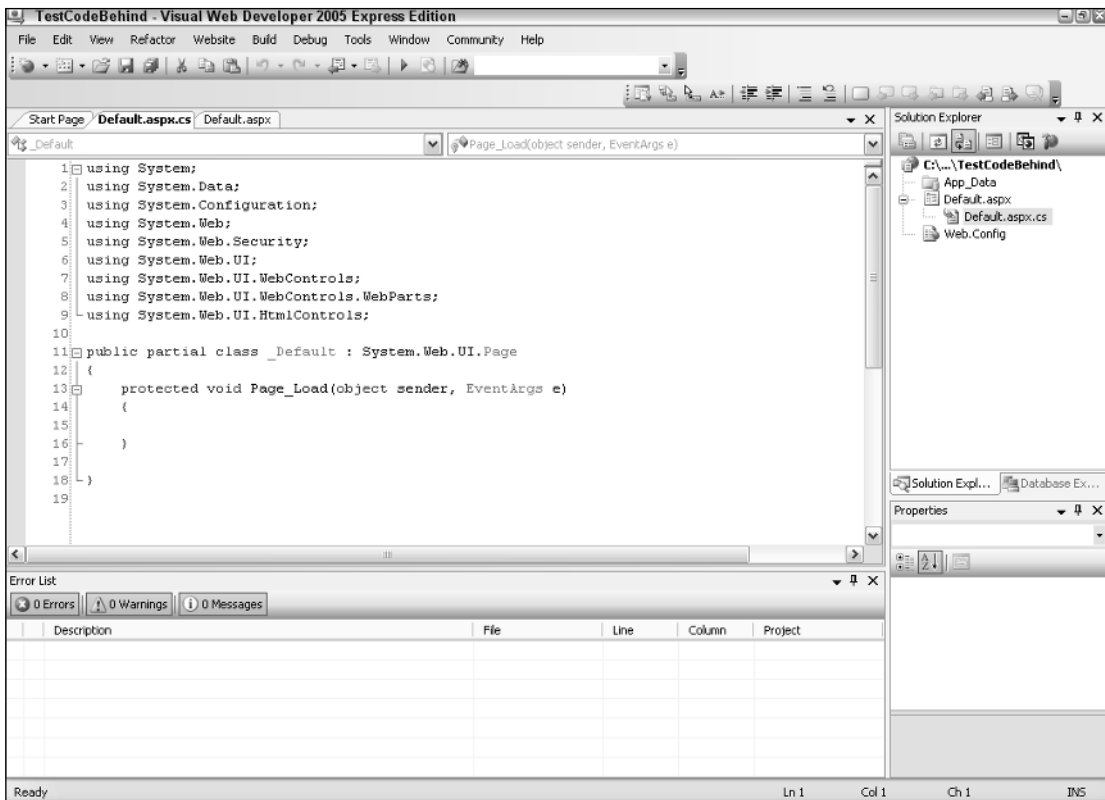 TestCodeBehind - Visual Web Developer 2005 Express Edition
File Edit View Refactor Website Build Debug Tools Window Community Help
Start Page Default.aspx.cs Default.aspx
_Default
Page_Load(object sender, EventArgs e)
1 using System;
2 using System.Data;
3 using System.Configuration;
4 using System.Web;
5 using System.Web.Security;
6 using System.Web.UI;
7 using System.Web.UI.WebControls;
8 using System.Web.UI.WebControls.WebParts;
9 using System.Web.UI.HtmlControls;
10
11 public partial class _Default : System.Web.UI.Page
12 {
13 protected void Page_Load(object sender, EventArgs e)
14 {
15
16 }
17
18 }
19
Solution Explorer
C:\...\TestCodeBehind\
App_Data
Default.aspx
Default.aspx.cs
Web.Config
Solution Expl... Database Ex...
Properties
Error List
0 Errors 0 Warnings 0 Messages
Description File Line Column Project
Ready Ln 1 Col 1 Ch 1 INS